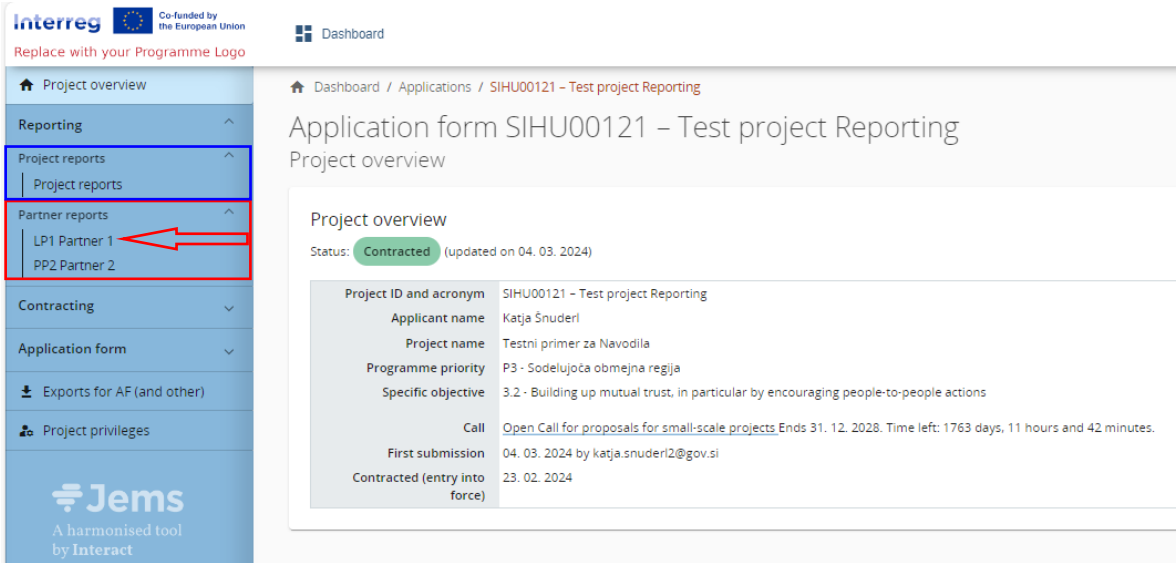 Interreg
Co-funded by
the European Union
Replace with your Programme Logo
Dashboard
Project overview
Reporting
Project reports
Project reports
Partner reports
LP1 Partner 1
PP2 Partner 2
Contracting
Application form
Exports for AF (and other)
Project privileges
Jems
A harmonised tool
by Interact
Dashboard / Applications / SIHU00121 – Test project Reporting
Application form SIHU00121 – Test project Reporting
Project overview
Project overview
Status: Contracted (updated on 04. 03. 2024)
Project ID and acronym SIHU00121 – Test project Reporting
Applicant name Katja Šnuderl
Project name Testni primer za Navodila
Programme priority P3 - Sodelujoča obmejna regija
Specific objective 3.2 - Building up mutual trust, in particular by encouraging people-to-people actions
Call Open Call for proposals for small-scale projects Ends 31. 12. 2028. Time left: 1763 days, 11 hours and 42 minutes.
First submission 04. 03. 2024 by katja.snuderl2@gov.si
Contracted (entry into 23. 02. 2024
force)